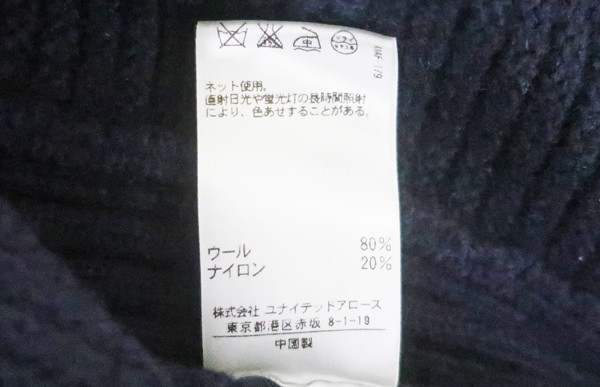 中
ネット使用。
直射日光や蛍光灯の長時間照射
により、色あせすることがある。
ウール 80%
ナイロン 20%
株式会社 ユナイテッドアローズ
東京都港区赤坂 8-1-19
中国製